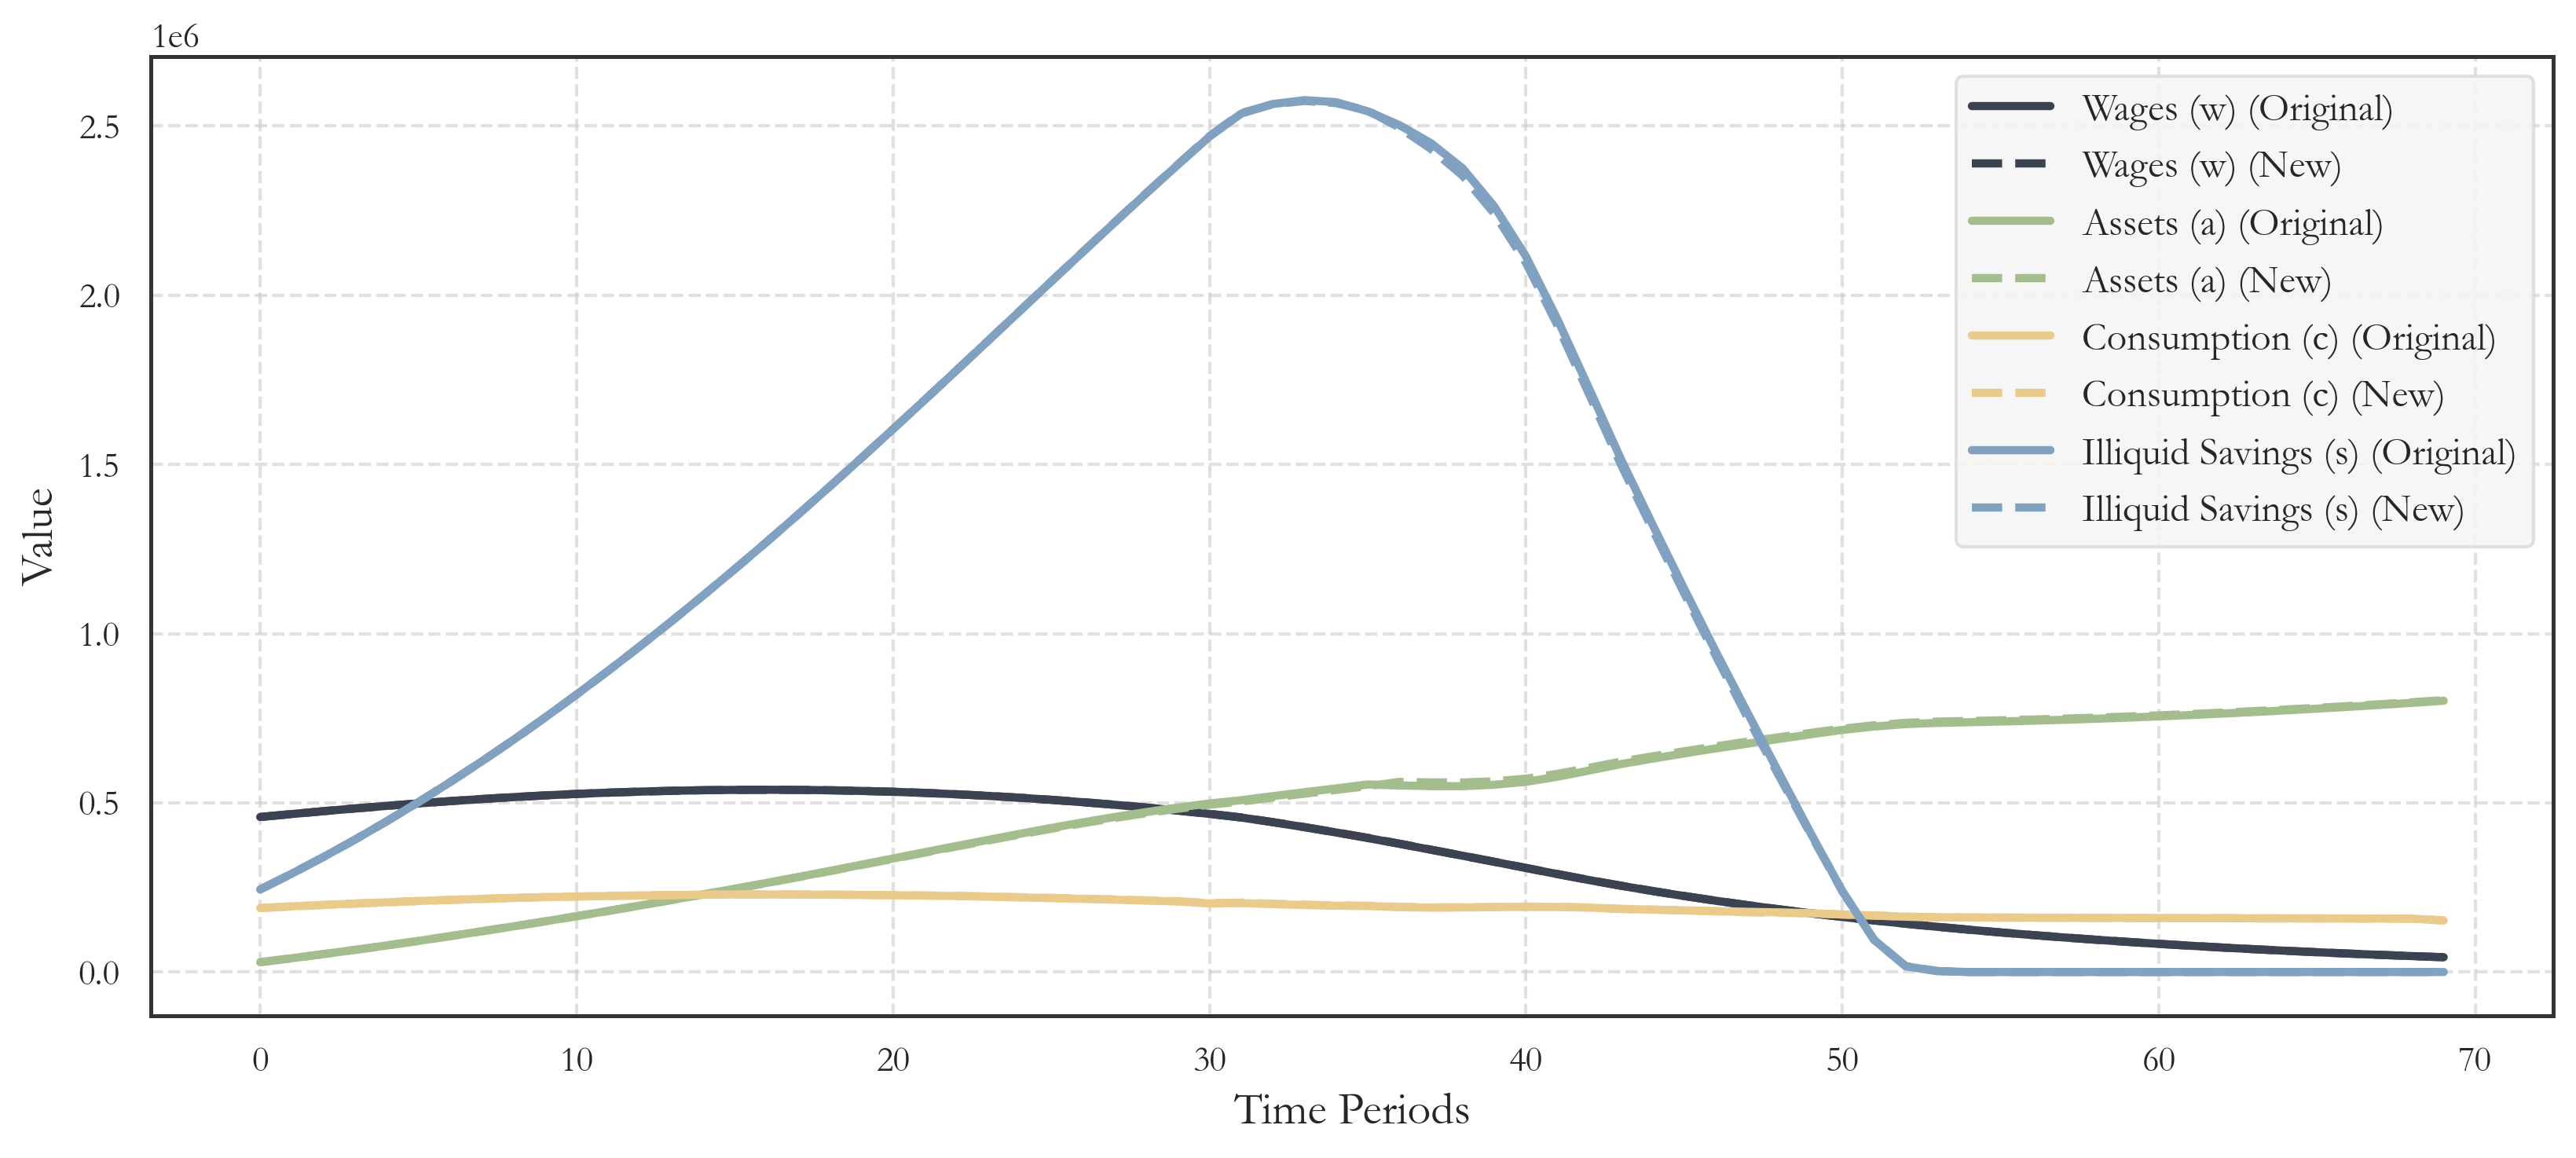 1e6
2.5
2.0
1.5
1.0
0.5
0.0
Value
0 10 20 30 40 50 60 70
Time Periods
Wages (w) (Original)
Wages (w) (New)
Assets (a) (Original)
Assets (a) (New)
Consumption (c) (Original)
Consumption (c) (New)
Illiquid Savings (s) (Original)
Illiquid Savings (s) (New)